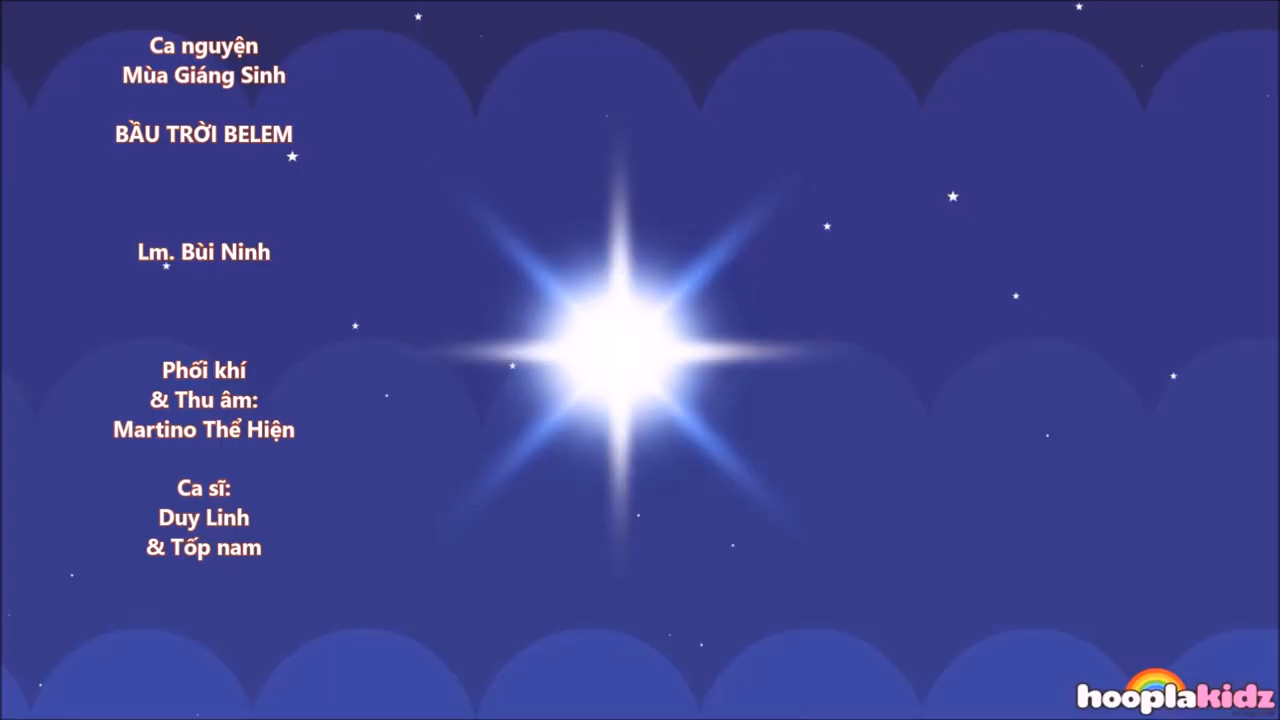 Ca nguyện
Mùa Giáng Sinh
BẦU TRỜI BELEM
Lm. Bùi Ninh
Phối khí
& Thu âm:
Martino Thể Hiện
Ca sĩ:
Duy Linh
& Tốp nam
hooplakidz